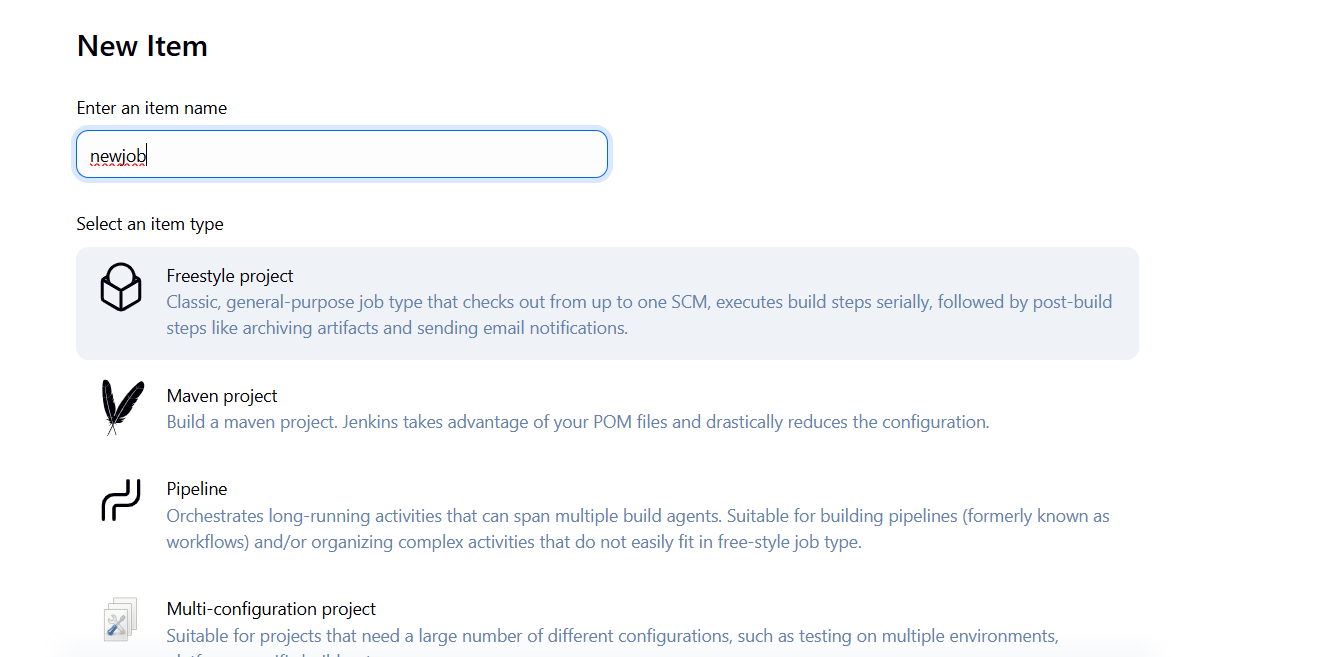 New Item
Enter an item name
newjob
Select an item type
Freestyle project
Classic, general-purpose job type that checks out from up to one SCM, executes build steps serially, followed by post-build
steps like archiving artifacts and sending email notifications.
Maven project
Build a maven project. Jenkins takes advantage of your POM files and drastically reduces the configuration.
Pipeline
Orchestrates long-running activities that can span multiple build agents. Suitable for building pipelines (formerly known as
workflows) and/or organizing complex activities that do not easily fit in free-style job type.
Multi-configuration project
Suitable for projects that need a large number of different configurations, such as testing on multiple environments,